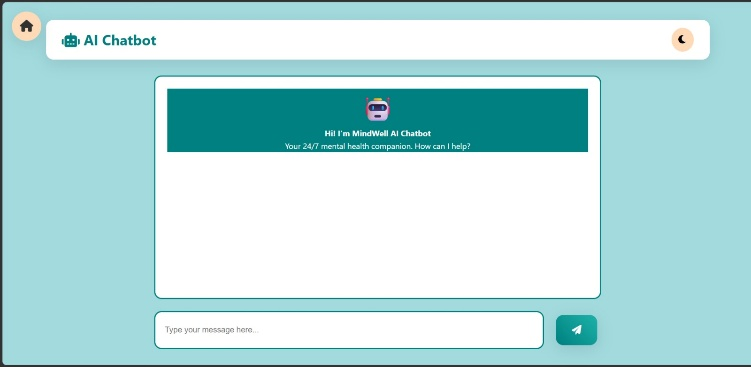 AI Chatbot
Hi! I'm MindWell AI Chatbot
Your 24/7 mental health companion. How can I help?
Type your message here...